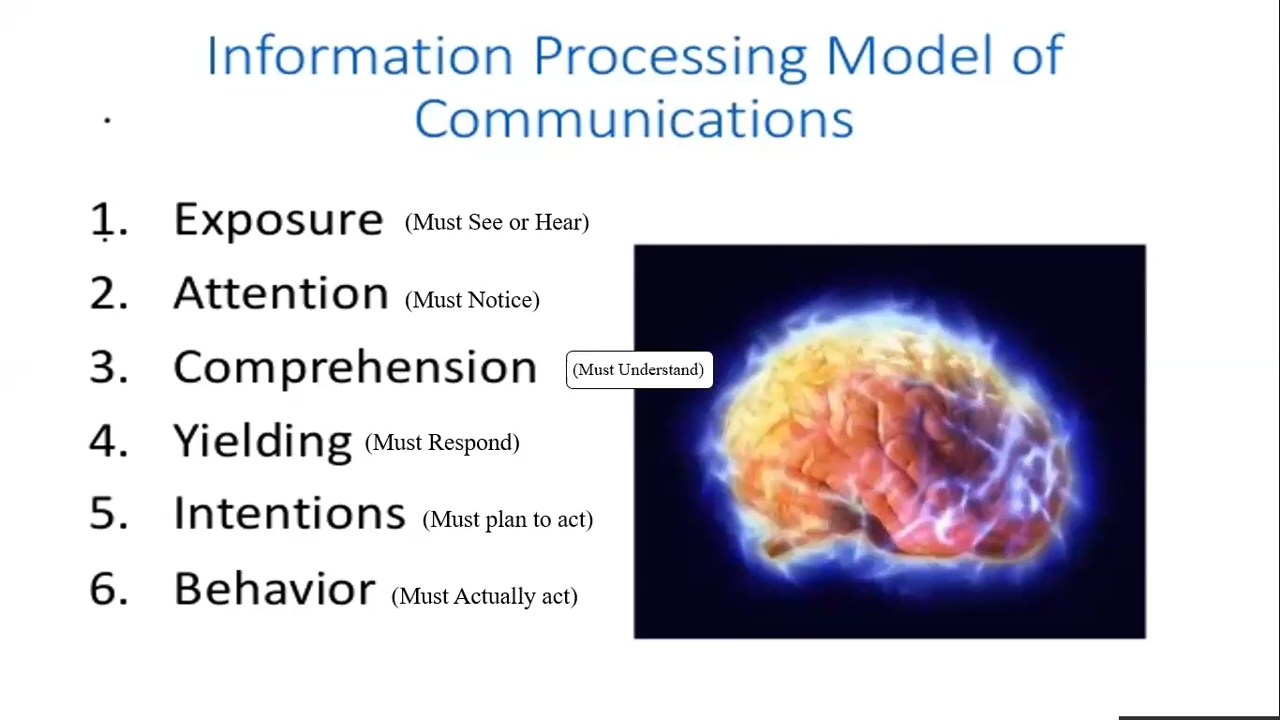 Information Processing Model of
Communications
1. Exposure (Must See or Hear)
2. Attention (Must Notice)
3. Comprehension (Must Understand)
4. Yielding (Must Respond)
5. Intentions (Must plan to act)
6. Behavior (Must Actually act)